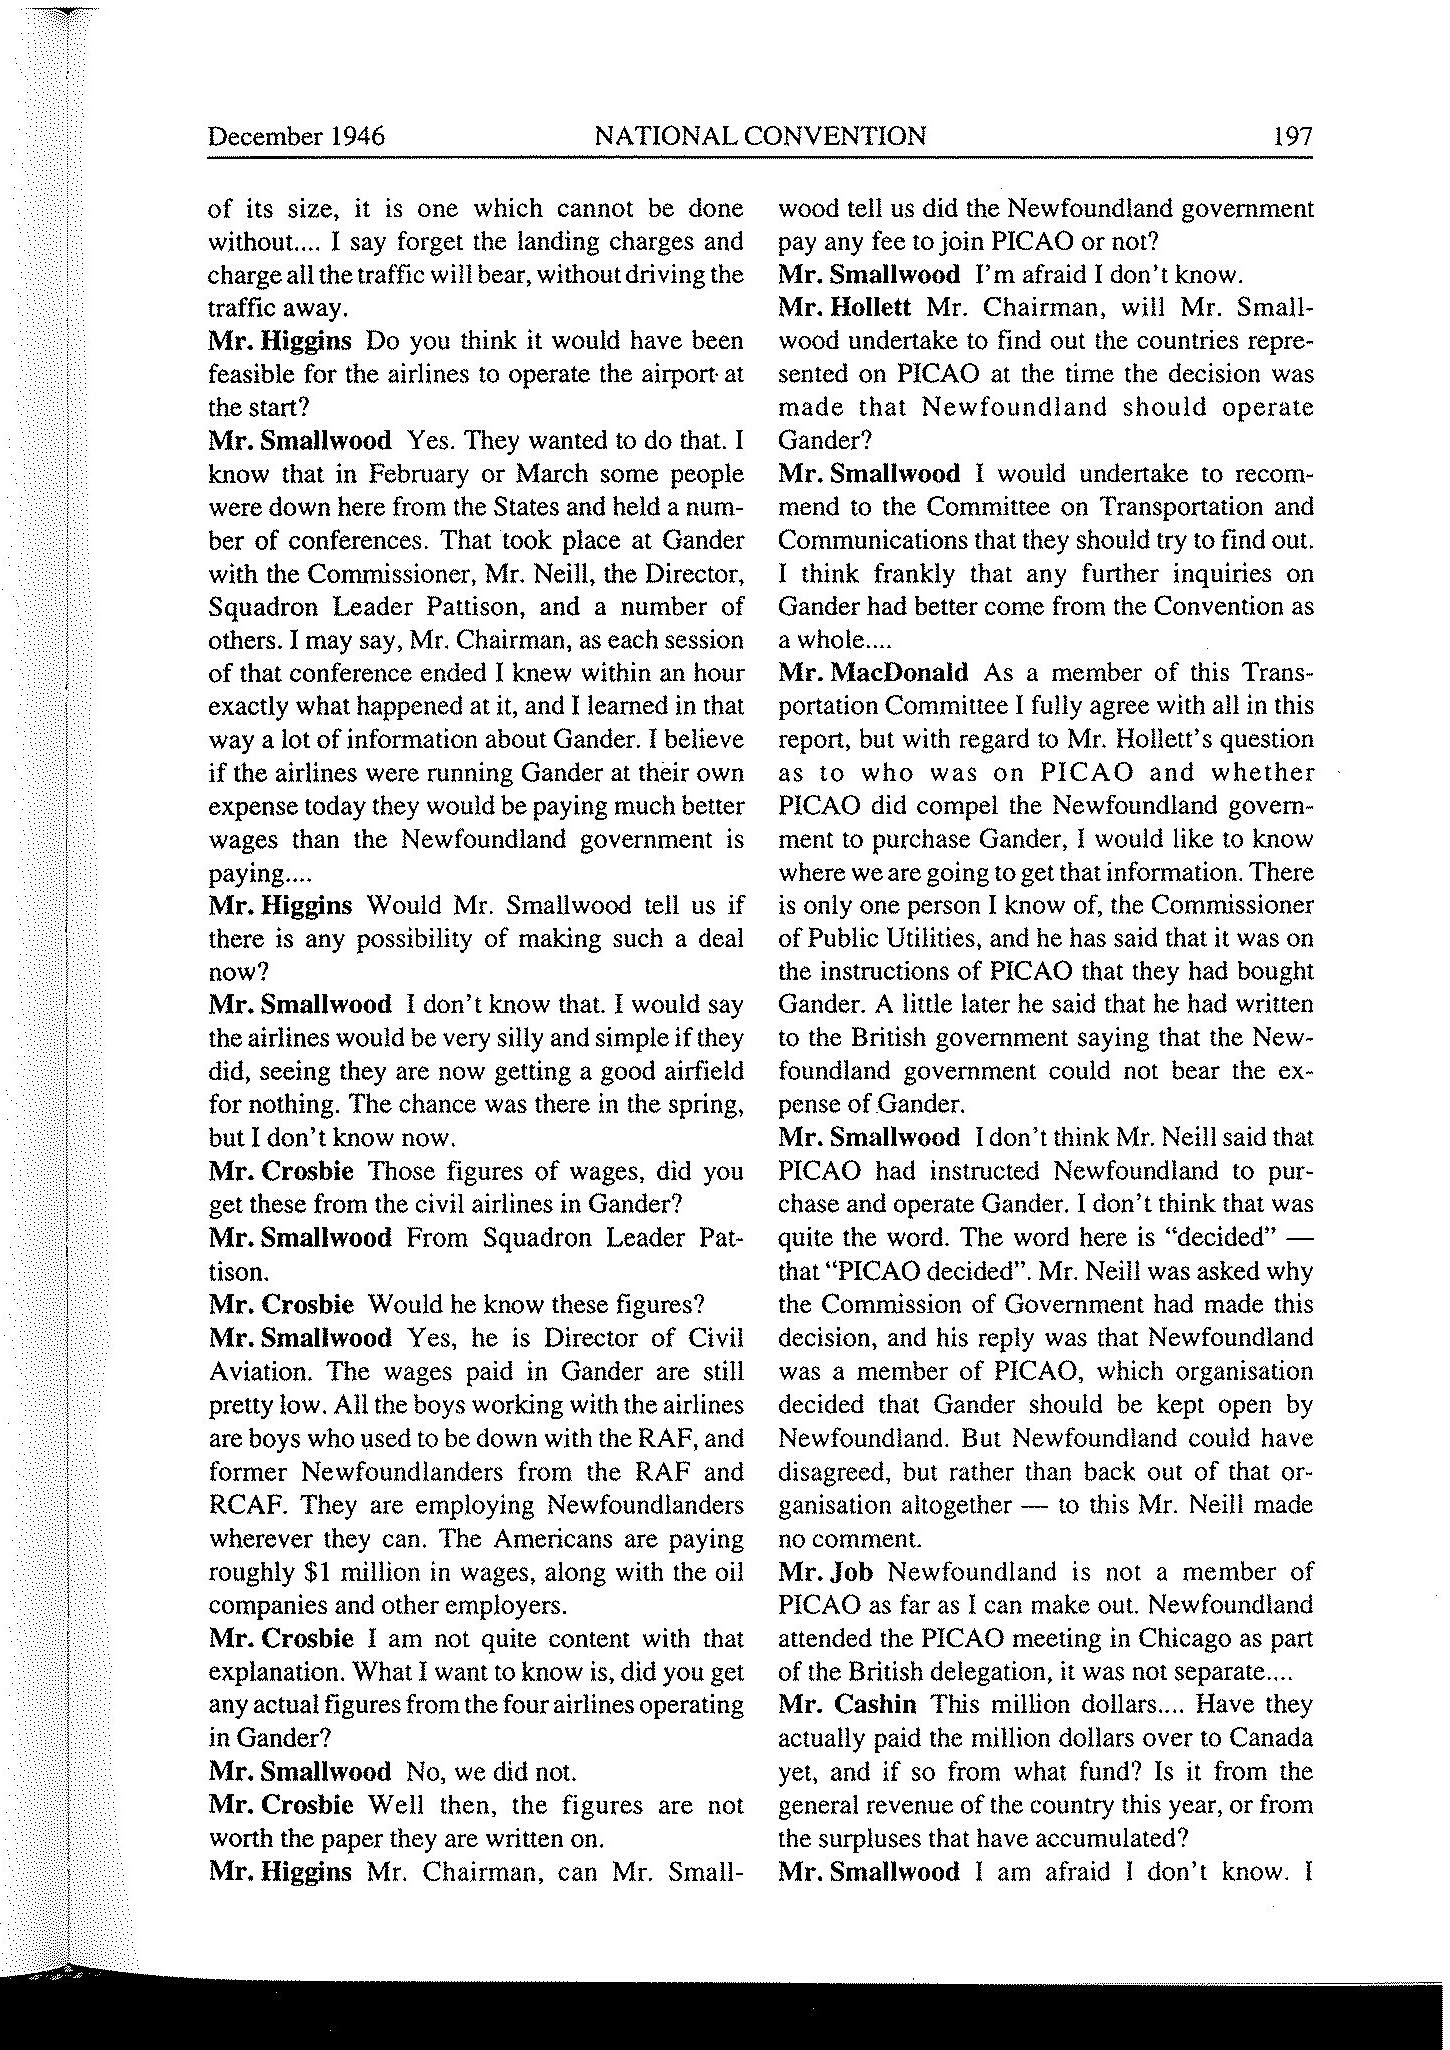 December 1946 NATIONAL CONVENTION 197
of its size, it is one which cannot be done
without.... I say forget the landing charges and
charge all the traffic will bear, without driving the
traffic away.
Mr. Higgins Do you think it would have been
feasible for the airlines to operate the airport at
the start?
Mr. Smallwood Yes. They wanted to do that. I
know that in February or March some people
were down here from the States and held a num-
ber of conferences. That took place at Gander
with the Commissioner, Mr. Neill, the Director,
Squadron Leader Pattison, and a number of
others. I may say, Mr. Chairman, as each session
of that conference ended I knew within an hour
exactly what happened at it, and I learned in that
way a lot of information about Gander. I believe
if the airlines were running Gander at their own
expense today they would be paying much better
wages than the Newfoundland government is
paying....
Mr. Higgins Would Mr. Smallwood tell us if
there is any possibility of making such a deal
now?
Mr. Smallwood I don't know that. I would say
the airlines would be very silly and simple if they
did, seeing they are now getting a good airfield
for nothing. The chance was there in the spring,
but I don't know now.
Mr. Crosbie Those figures of wages, did you
get these from the civil airlines in Gander?
Mr. Smallwood From Squadron Leader Pat-
tison.
Mr. Crosbie Would he know these figures?
Mr. Smallwood Yes, he is Director of Civil
Aviation. The wages paid in Gander are still
pretty low. All the boys working with the airlines
are boys who used to be down with the RAF, and
former Newfoundlanders from the RAF and
RCAF. They are employing Newfoundlanders
wherever they can. The Americans are paying
roughly $1 million in wages, along with the oil
companies and other employers.
Mr. Crosbie I am not quite content with that
explanation. What I want to know is, did you get
any actual figures from the four airlines operating
in Gander?
Mr. Smallwood No, we did not.
Mr. Crosbie Well then, the figures are not
worth the paper they are written on.
Mr. Higgins Mr. Chairman, can Mr. Small-
wood tell us did the Newfoundland government
pay any fee to join PICAO or not?
Mr. Smallwood I'm afraid I don't know.
Mr. Hollett Mr. Chairman, will Mr. Small-
wood undertake to find out the countries repre-
sented on PICAO at the time the decision was
made that Newfoundland should operate
Gander?
Mr. Smallwood I would undertake to recom-
mend to the Committee on Transportation and
Communications that they should try to find out.
I think frankly that any further inquiries on
Gander had better come from the Convention as
a whole....
Mr. MacDonald As a member of this Trans-
portation Committee I fully agree with all in this
report, but with regard to Mr. Hollett's question
as to who was on PICAO and whether
PICAO did compel the Newfoundland govern-
ment to purchase Gander, I would like to know
where we are going to get that information. There
is only one person I know of, the Commissioner
of Public Utilities, and he has said that it was on
the instructions of PICAO that they had bought
Gander. A little later he said that he had written
to the British government saying that the New-
foundland government could not bear the ex-
pense of Gander.
Mr. Smallwood I don't think Mr. Neill said that
PICAO had instructed Newfoundland to pur-
chase and operate Gander. I don't think that was
quite the word. The word here is "decided" —
that "PICAO decided". Mr. Neill was asked why
the Commission of Government had made this
decision, and his reply was that Newfoundland
was a member of PICAO, which organisation
decided that Gander should be kept open by
Newfoundland. But Newfoundland could have
disagreed, but rather than back out of that or-
ganisation altogether — to this Mr. Neill made
no comment.
Mr. Job Newfoundland is not a member of
PICAO as far as I can make out. Newfoundland
attended the PICAO meeting in Chicago as part
of the British delegation, it was not separate....
Mr. Cashin This million dollars.... Have they
actually paid the million dollars over to Canada
yet, and if so from what fund? Is it from the
general revenue of the country this year, or from
the surpluses that have accumulated?
Mr. Smallwood I am afraid I don't know. I